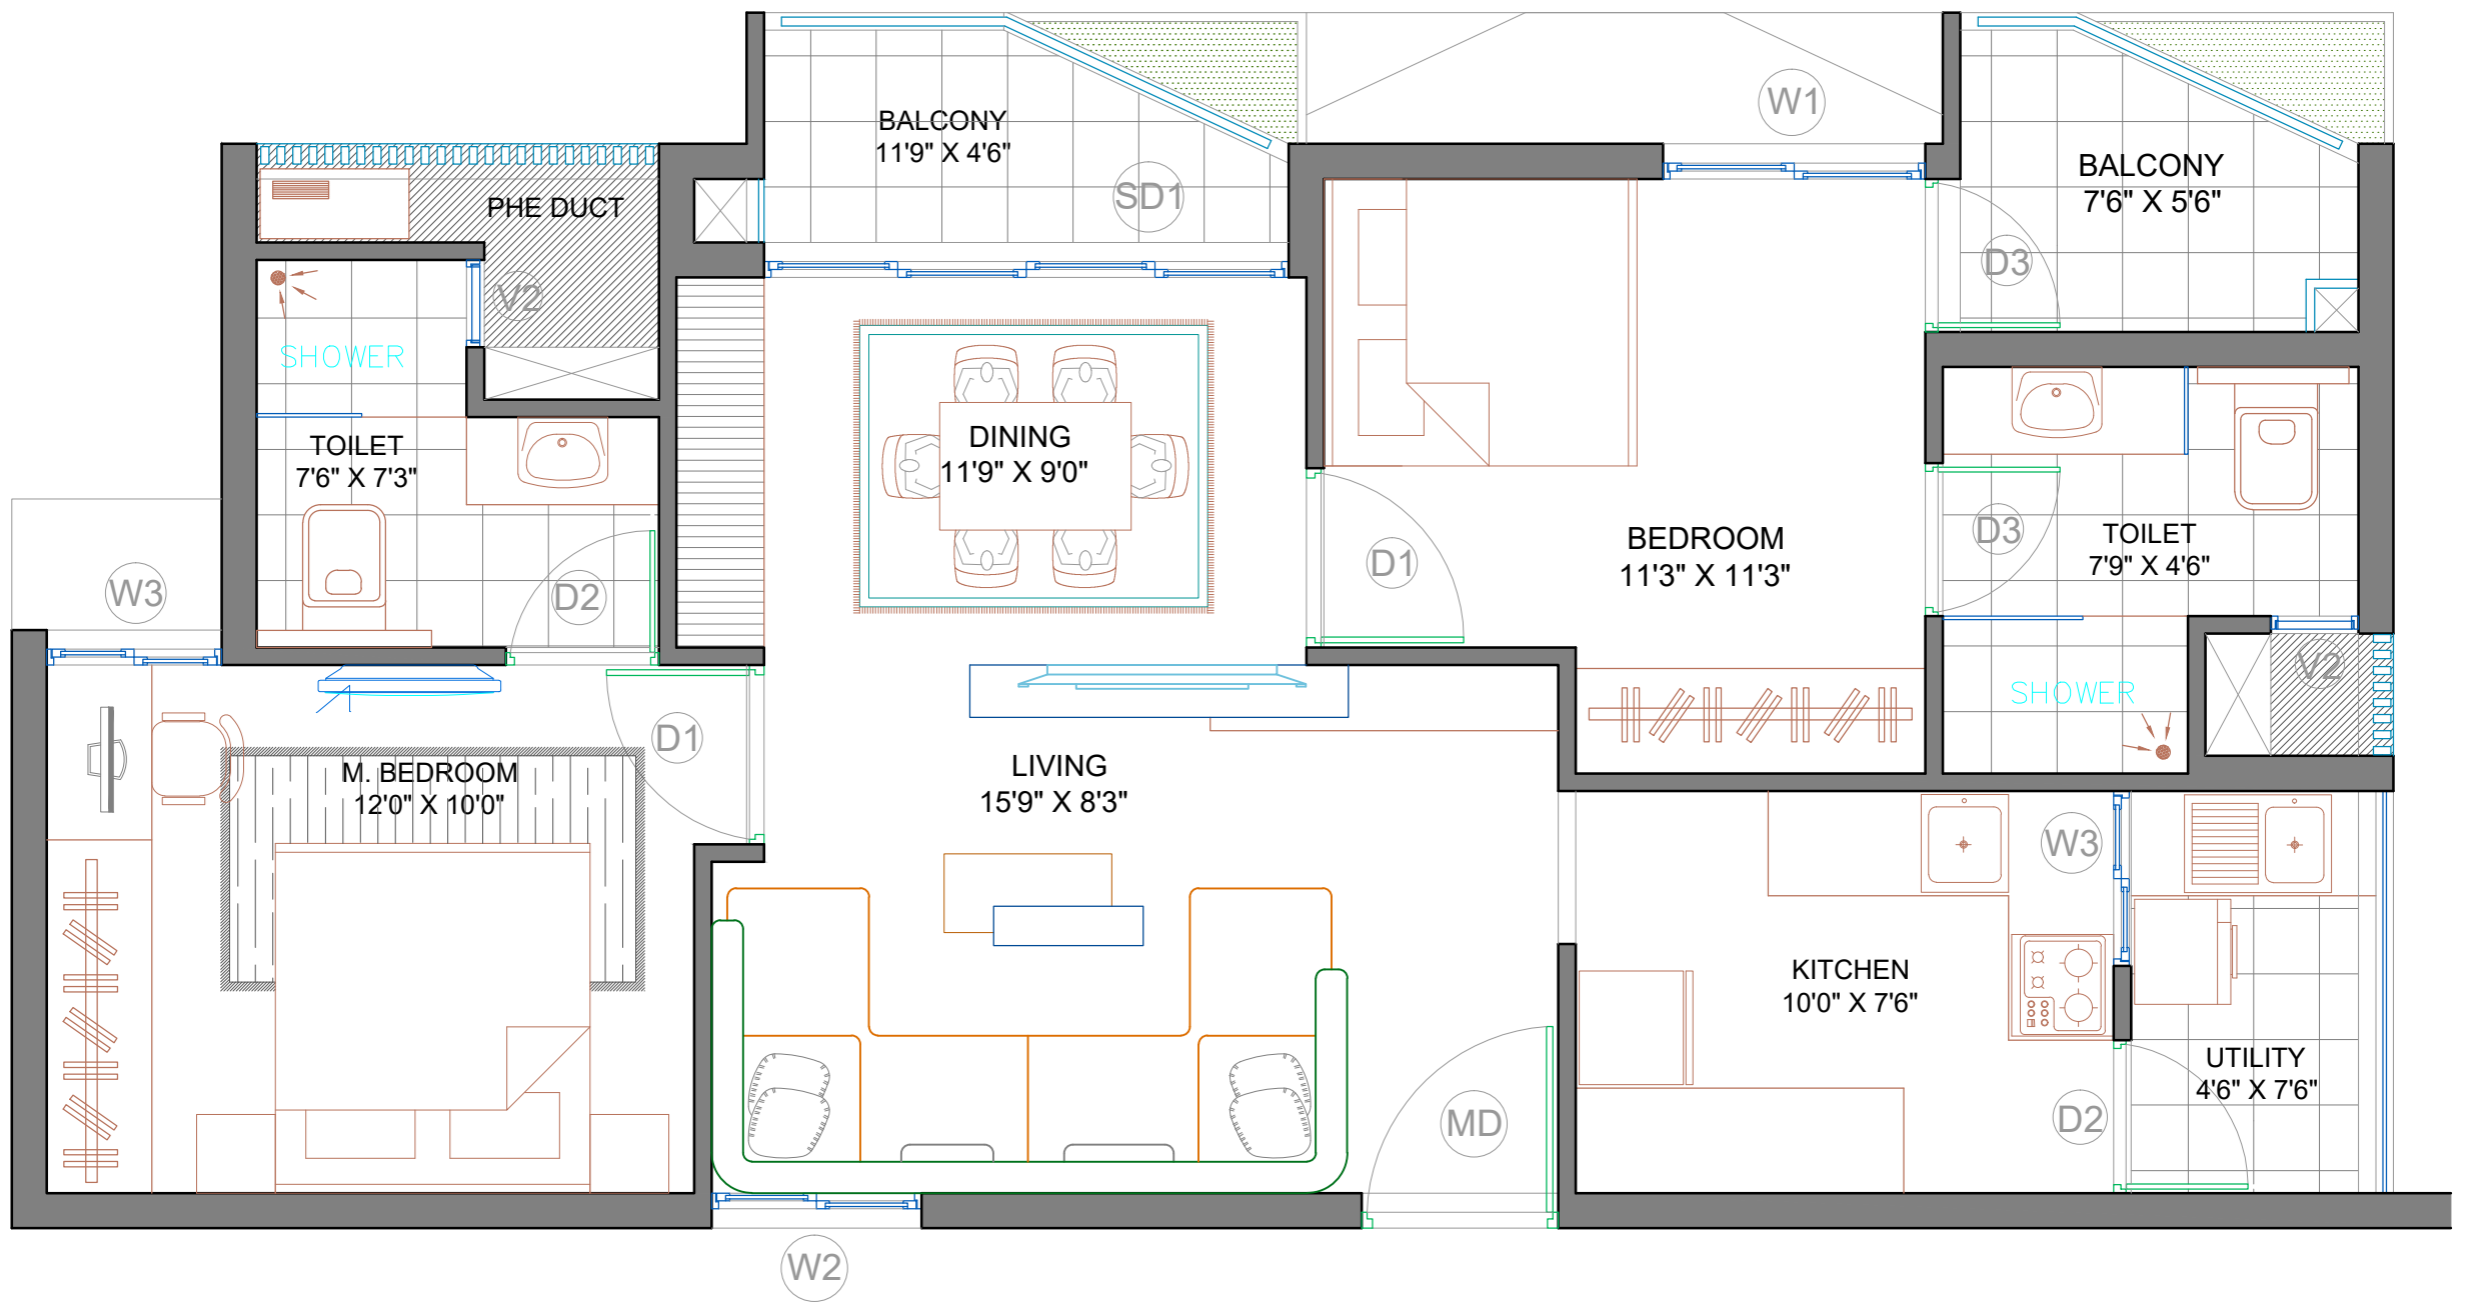 W1
BALCONY
11'9" X 4'6"
BALCONY
7'6" X 5'6"
SD1
PHE DUCT
D3
V2
SHOWER
TOILET
7'6" X 7'3"
DINING
11'9" X 9'0"
D3
TOILET
7'9" X 4'6"
BEDROOM
11'3" X 11'3"
D1
W3
D2
V2
SHOWER
D1
M. BEDROOM
12'0" X 10'0"
LIVING
15'9" X 8'3"
W3
KITCHEN
10'0" X 7'6"
UTILITY
4'6" X 7'6"
MD
D2
W2